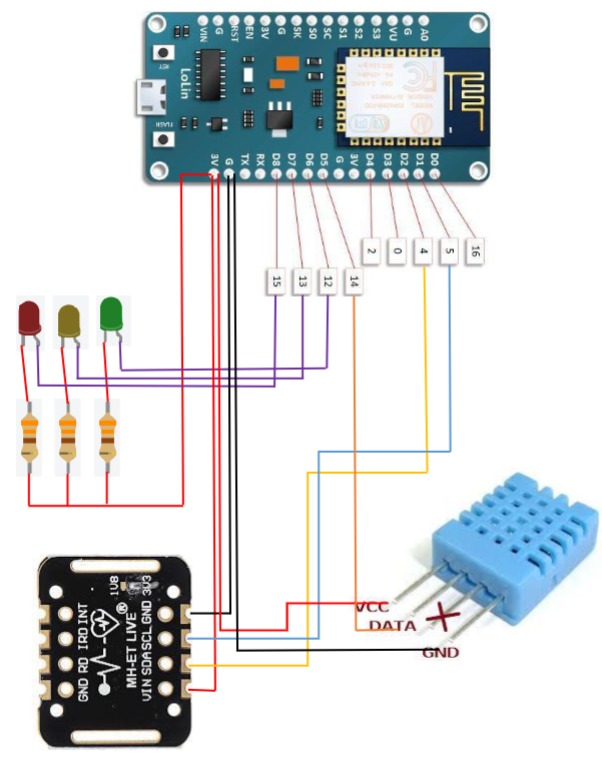 VIN G RST EN 3V G SK S0 SC S1 S2 S3 VU G A0
RST
LoLin
FLASH
3V G TX RX D8 D7 D6 D5 G 3V D4 D3 D2 D1 D0
2 0 4 5 16
15 13 12 14
VCC
DATA
GND
1V8 3V3
GND RD IRD INT
MH-ET LIVE®
VIN SDA SCL GND